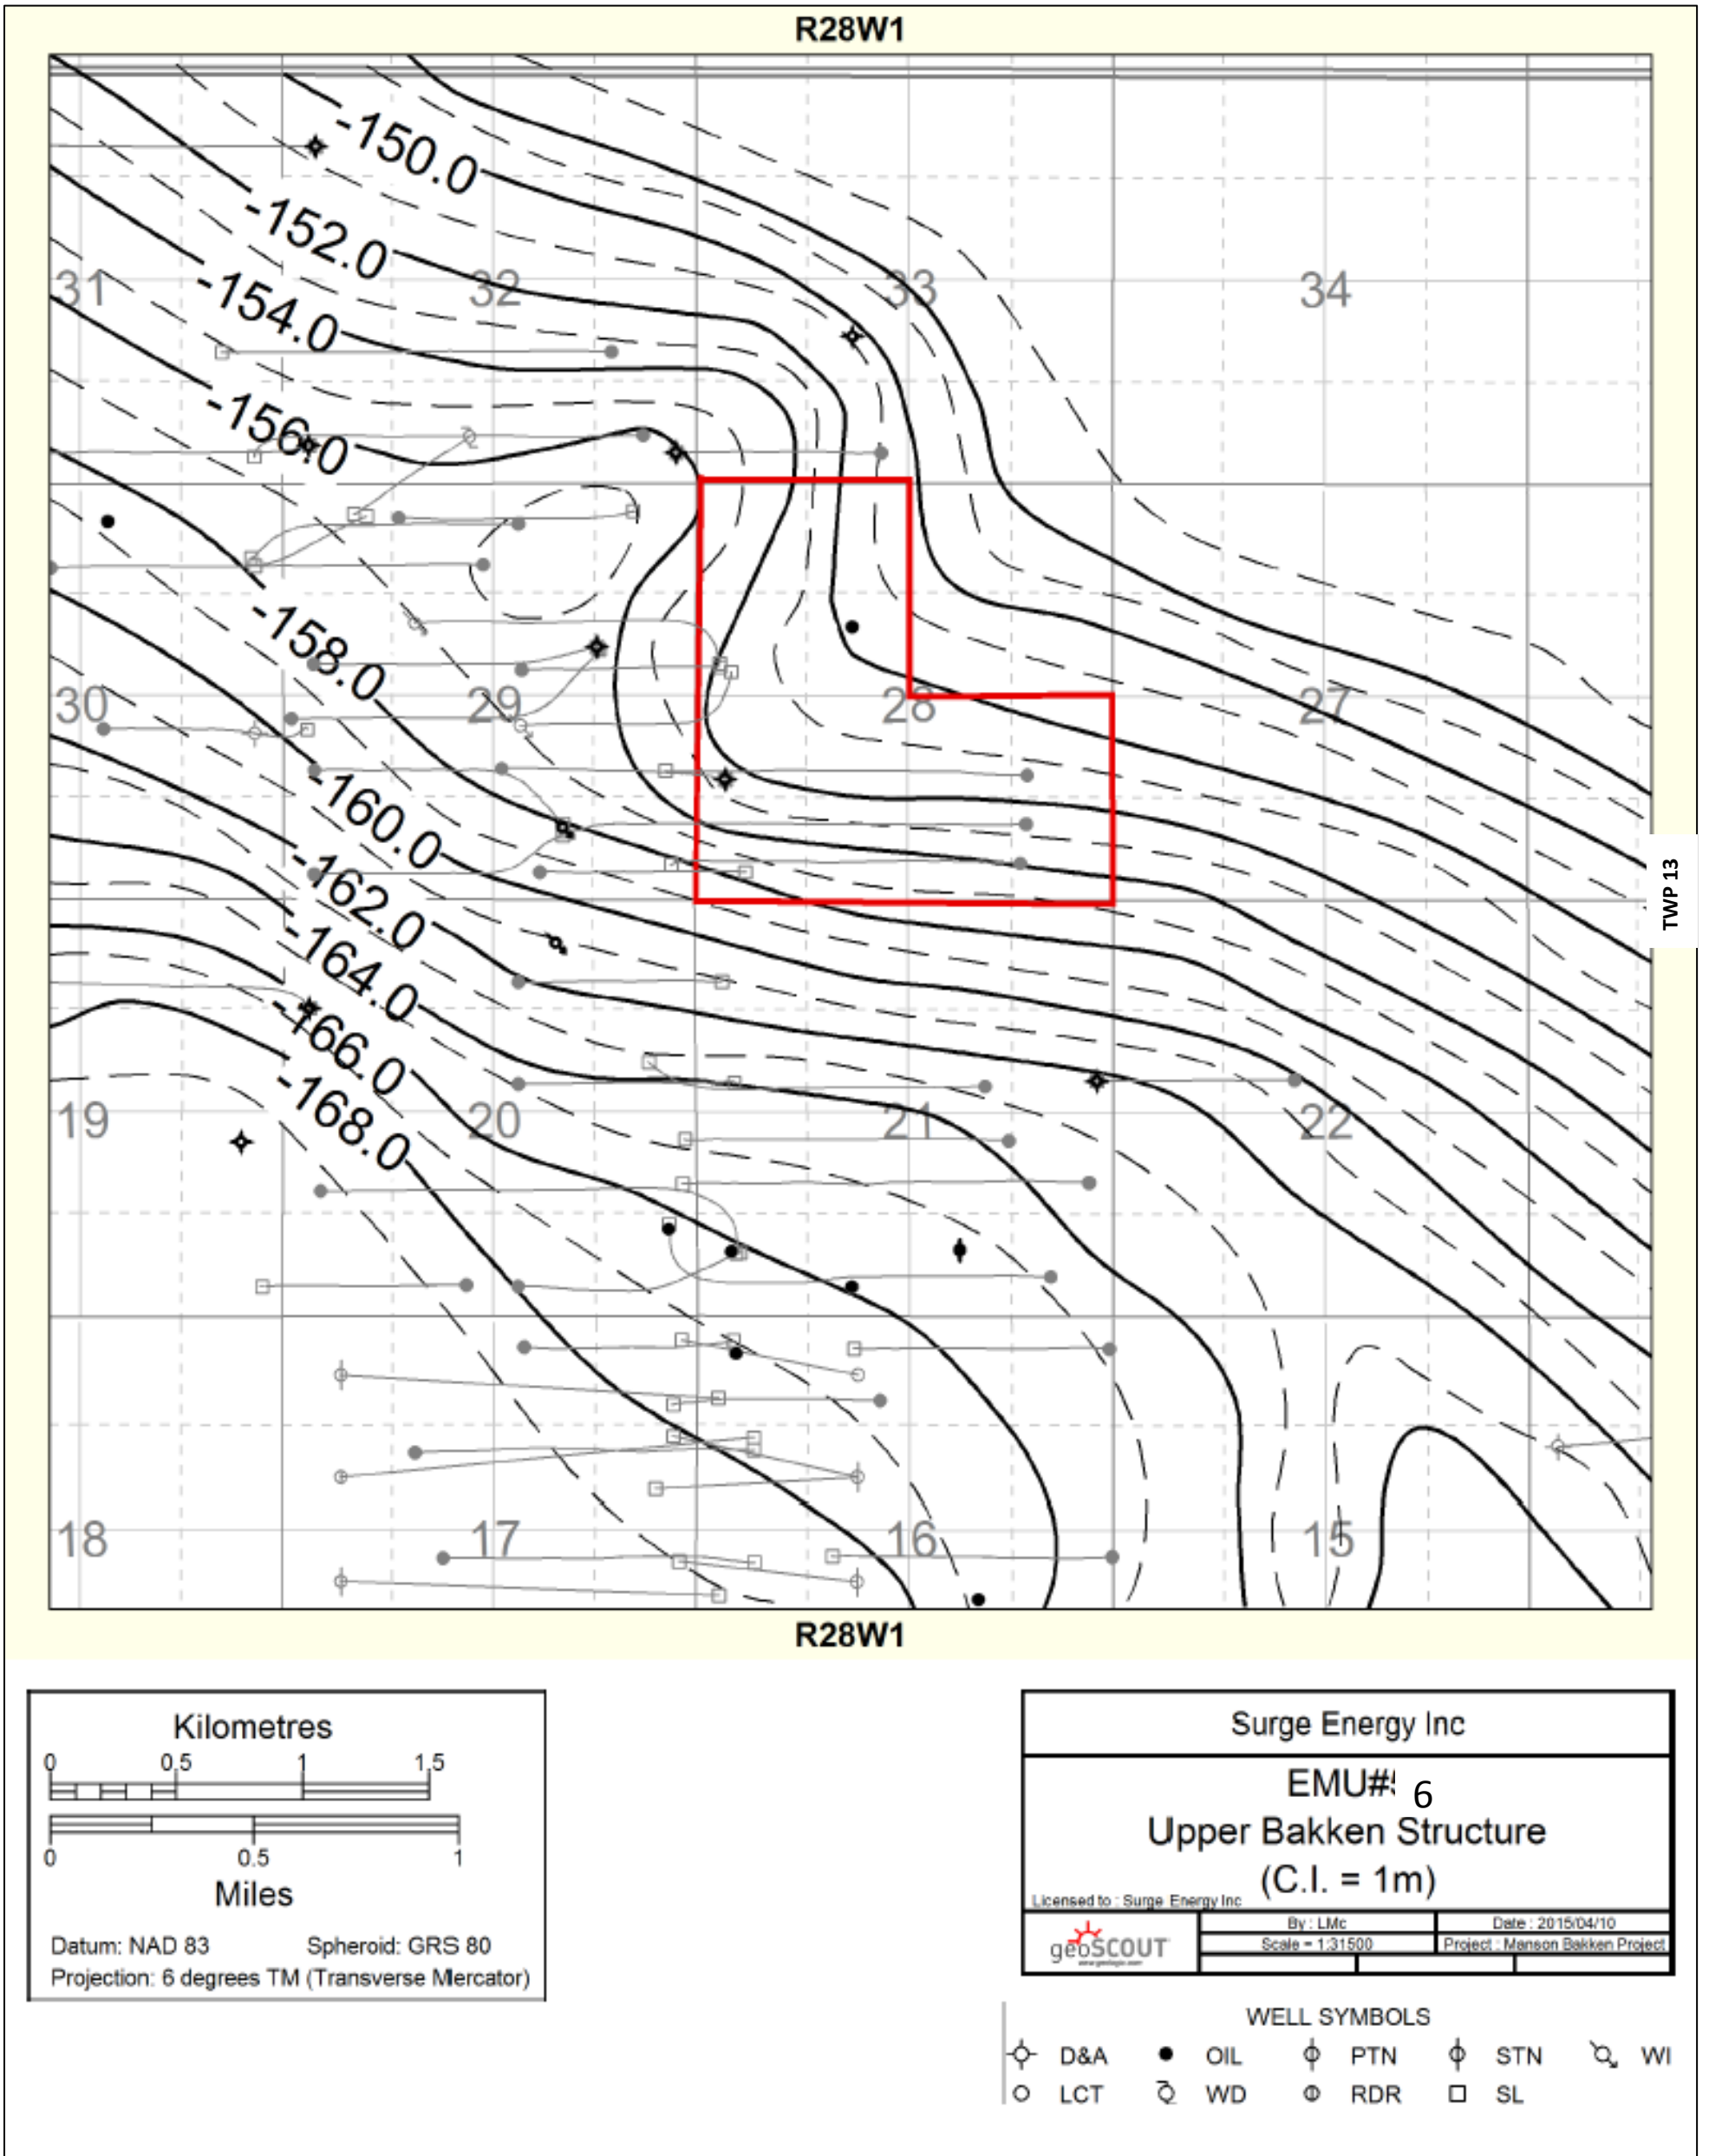 R28W1
-150.0
-152.0
-154.0
-156.0
-158.0
-160.0
-162.0
-164.0
-166.0
-168.0
31 32 33 34
30 29 28 27
19 20 21 22
18 17 16 15
TWP 13
R28W1
Kilometres
0 0.5 1 1.5
0 0.5 1
Miles
Datum: NAD 83 Spheroid: GRS 80
Projection: 6 degrees TM (Transverse Mercator)
Surge Energy Inc
EMU# 6
Upper Bakken Structure
(C.I. = 1m)
Licensed to : Surge Energy Inc
geoSCOUT
By : LMc
Date : 2015/04/10
Scale = 1:31500
Project : Manson Bakken Project
WELL SYMBOLS
D&A OIL PTN STN WI
LCT WD RDR SL